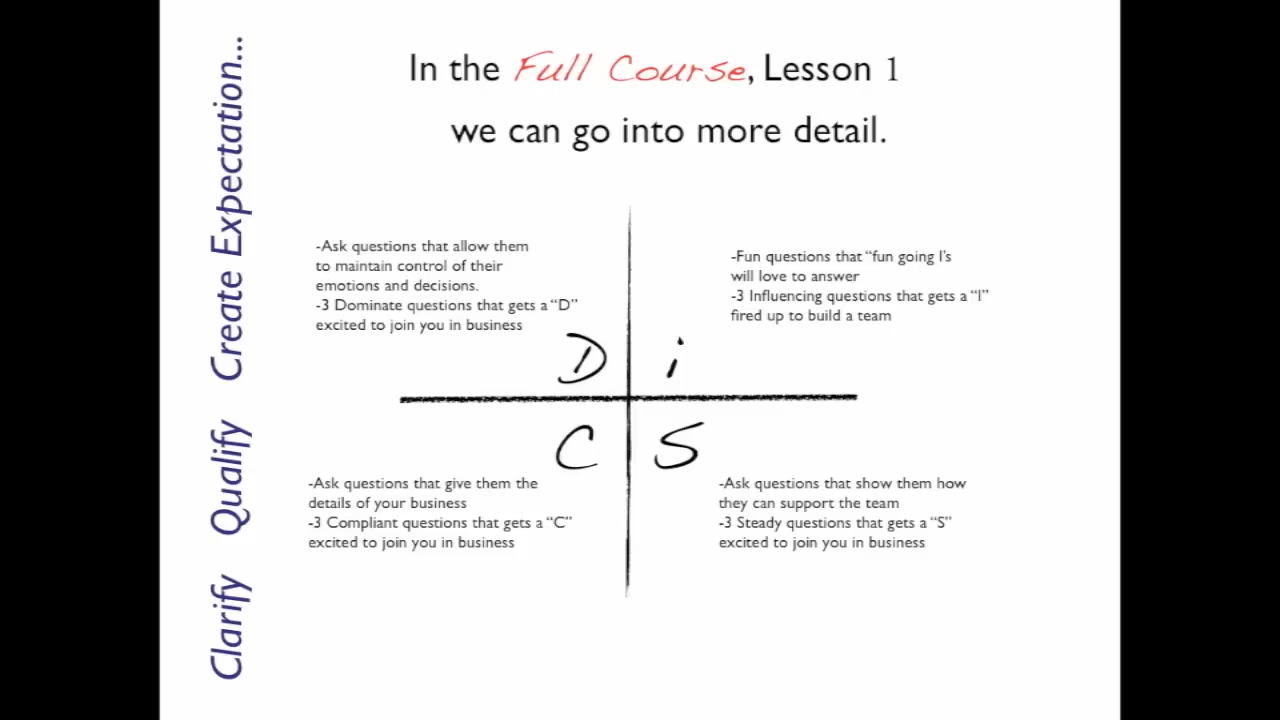 In the Full Course, Lesson 1
we can go into more detail.
Clarify Qualify Create Expectation...
-Ask questions that allow them
to maintain control of their
emotions and decisions.
-3 Dominate questions that gets a “D”
excited to join you in business
-Fun questions that “fun going I’s
will love to answer
-3 Influencing questions that gets a “I”
fired up to build a team
D i
C S
-Ask questions that give them the
details of your business
-3 Compliant questions that gets a “C”
excited to join you in business
-Ask questions that show them how
they can support the team
-3 Steady questions that gets a “S”
excited to join you in business